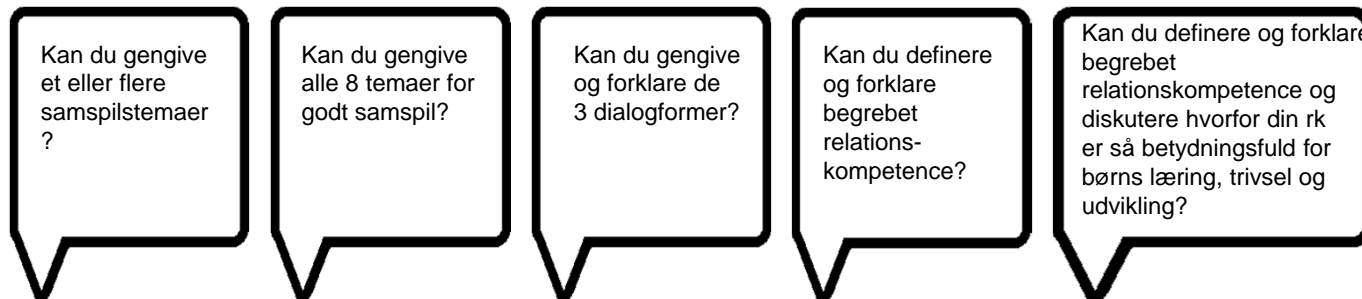 Kan du gengive
et eller flere
samspilstemaer
?
Kan du gengive
alle 8 temaer for
godt samspil?
Kan du gengive
og forklare de
3 dialogformer?
Kan du definere
og forklare
begrebet
relations-
kompetence?
Kan du definere og forklare
begrebet
relationskompetence og
diskutere hvorfor din rk
er så betydningsfuld for
børns læring, trivsel og
udvikling?